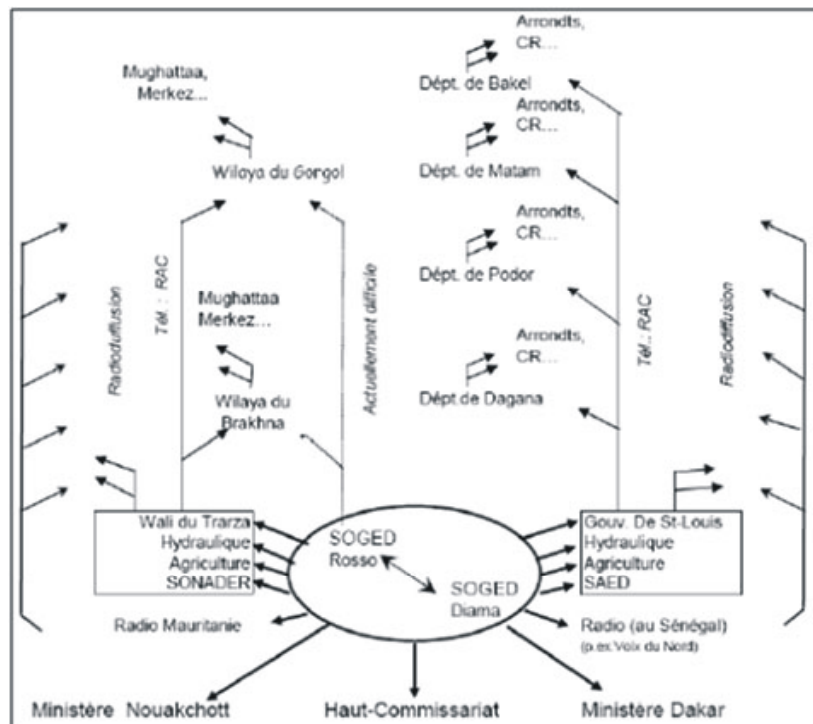 Arrondts,
CR...
Dépt. de Bakel
Mughattaa,
Merkez...
Arrondts,
CR...
Wilaya du Gorgol
Dépt. de Matam
Arrondts,
CR...
Dépt. de Podor
Radioduffusion
Tél.: RAC
Mughattaa
Merkez...
Actuellement difficile
Tél.: RAC
Radiodiffusion
Arrondts,
CR...
Wilaya du
Brakhna
Dépt.de Dagana
Wali du Trarza
Hydraulique
Agriculture
SONADER
SOGED
Rosso
SOGED
Diama
Gouv. De St-Louis
Hydraulique
Agriculture
SAED
Radio Mauritanie
Radio (au Sénégal)
(p.ex.Voix du Nord)
Ministère Nouakchott
Haut-Commissariat
Ministère Dakar